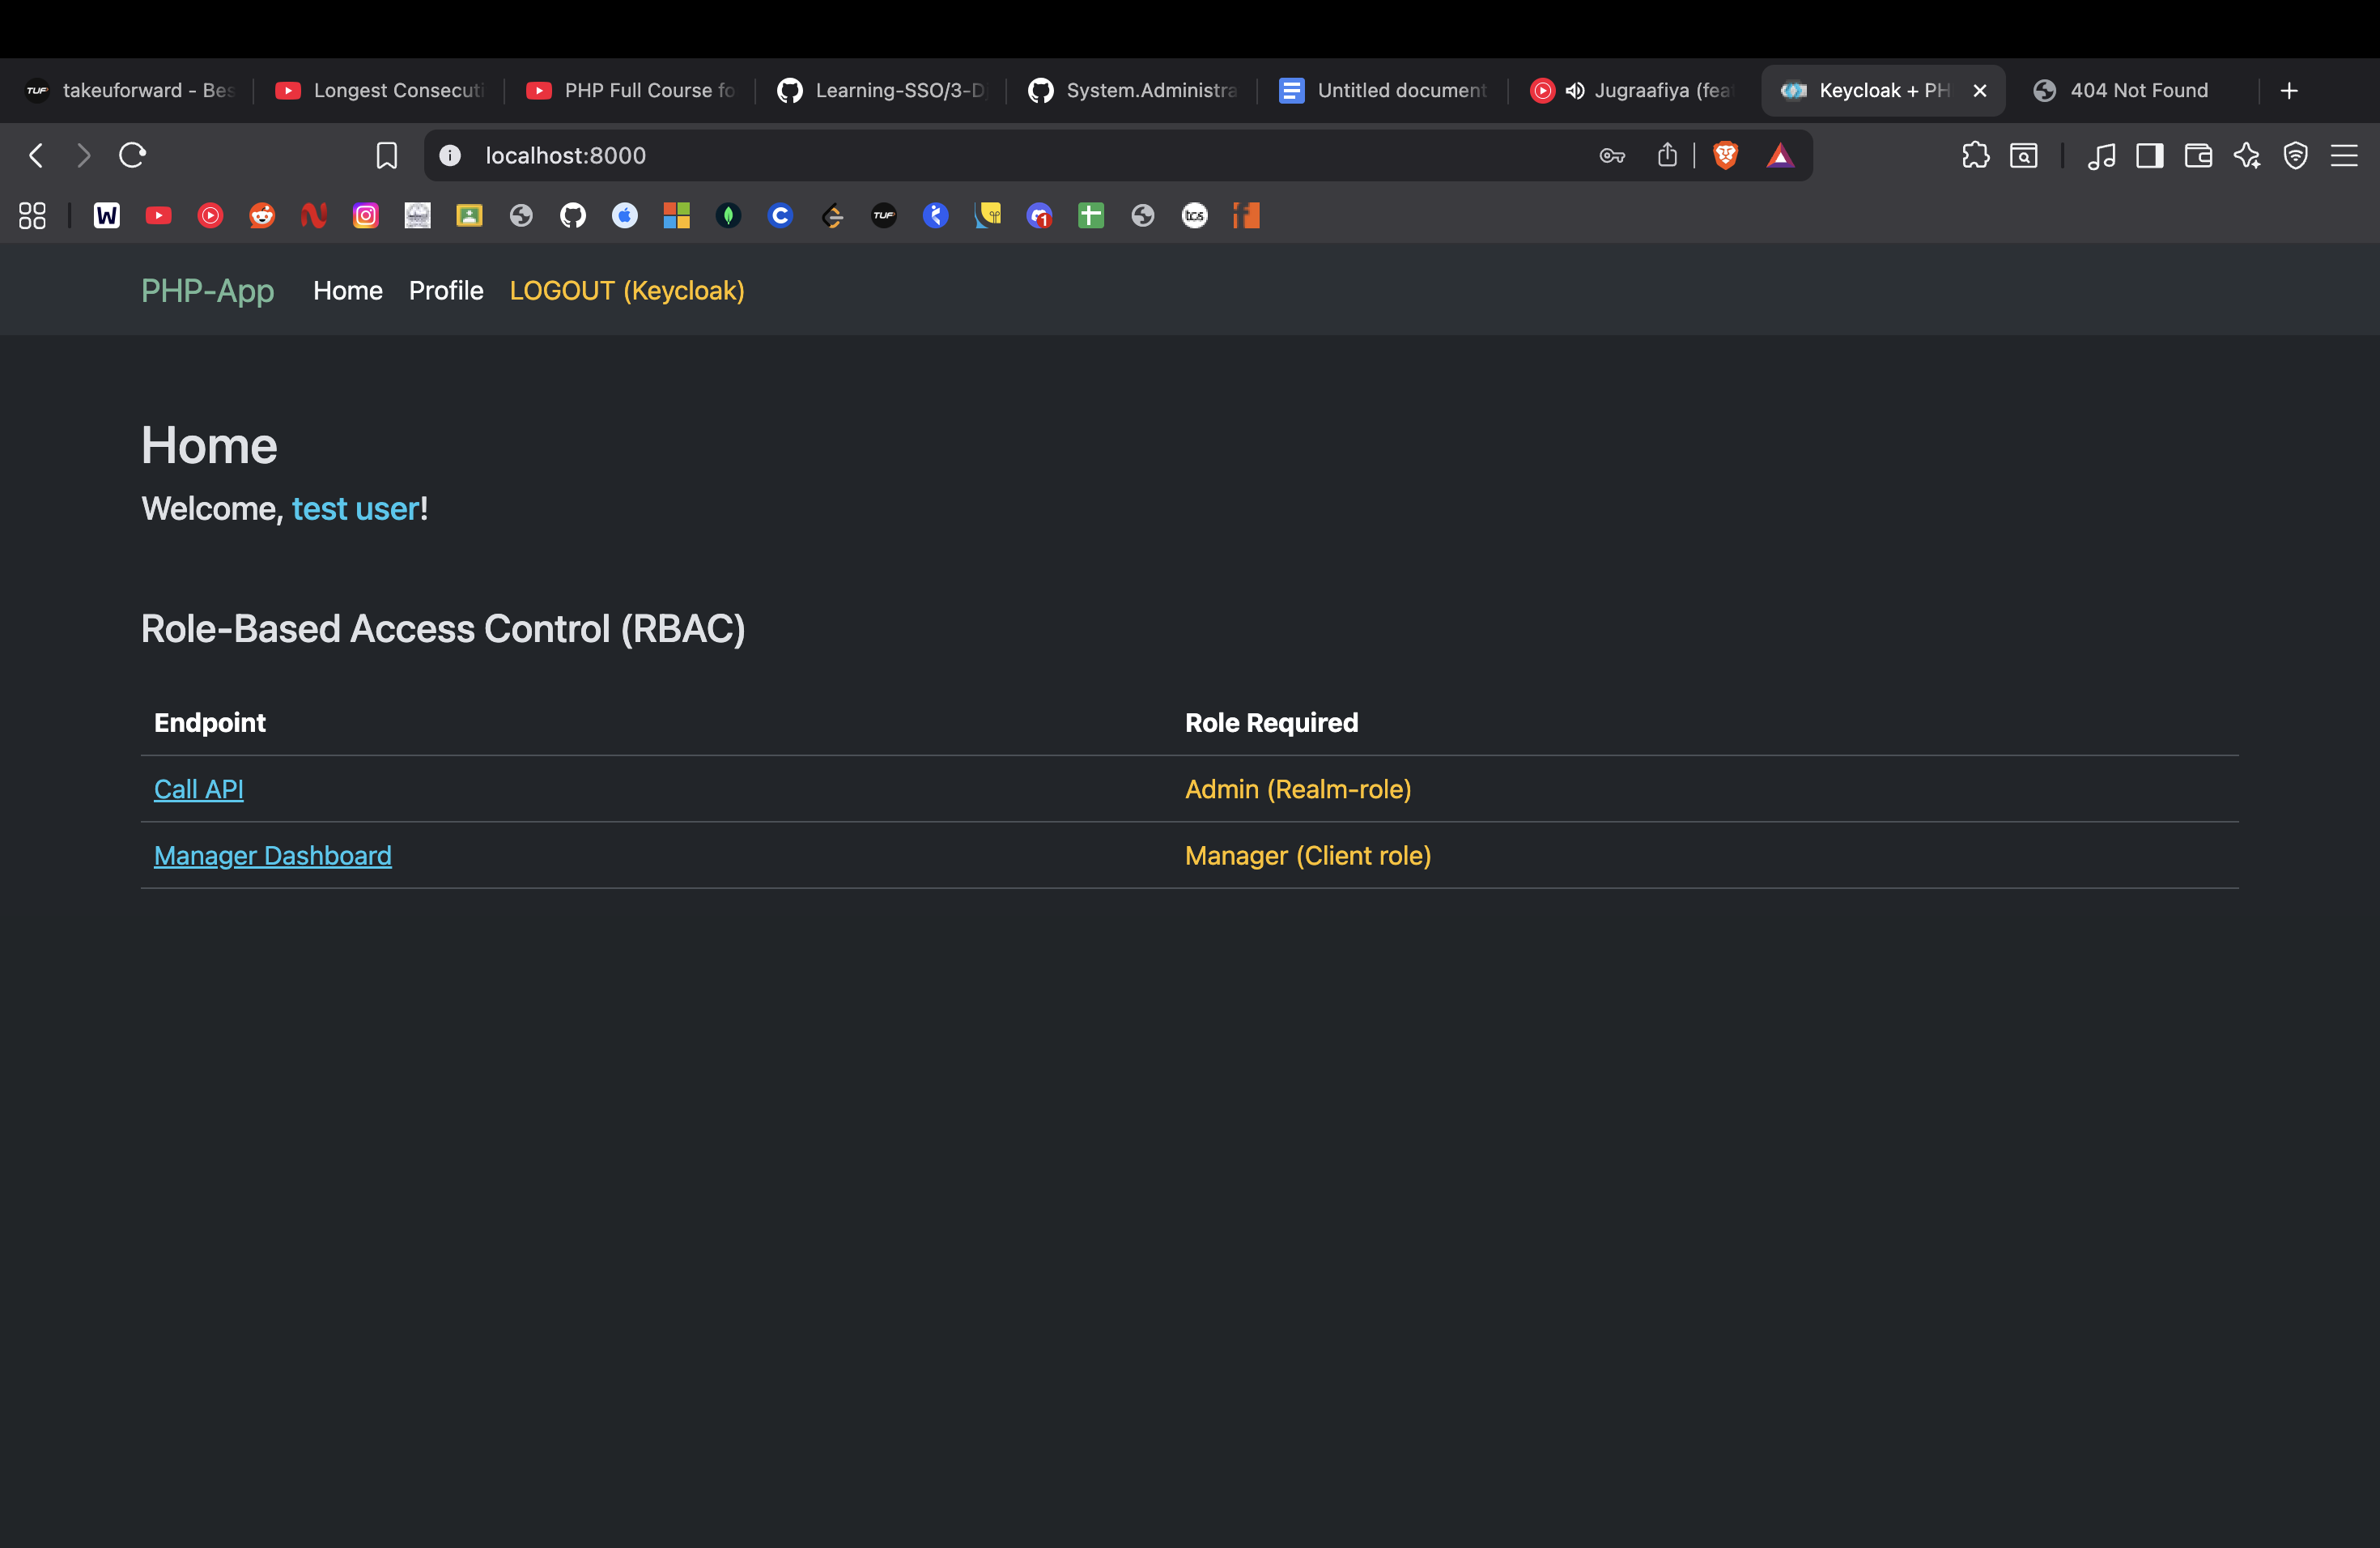 takeuforward - Bes
Longest Consecuti
PHP Full Course fo
Learning-SSO/3-D
System.Administra
Untitled document
Jugraafiya (fea
Keycloak + PH
404 Not Found
localhost:8000
PHP-App Home Profile LOGOUT (Keycloak)
Home
Welcome, test user!
Role-Based Access Control (RBAC)
Endpoint Role Required
Call API Admin (Realm-role)
Manager Dashboard Manager (Client role)